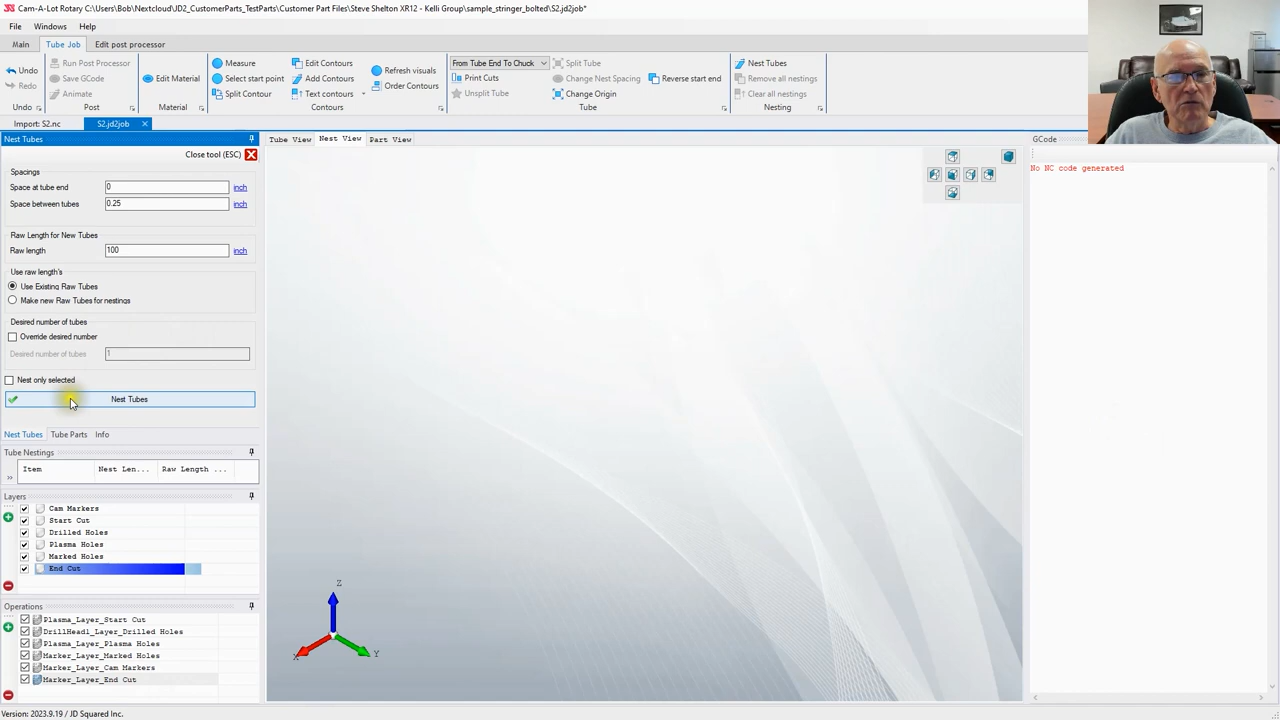 Cam-A-Lot Rotary C:\Users\Bob\Nextcloud\JD2_CustomerParts_TestParts\Customer Part Files\Steve Shelton XR12 - Kelli Group\sample_stringer_bolted\S2.jd2job*
File Windows Help
Main Tube Job Edit post processor
Undo Run Post Processor Measure Edit Contours Refresh visuals From Tube End To Chuck Split Tube Nest Tubes
Redo Save GCode Edit Material Select start point Add Contours Order Contours Print Cuts Change Nest Spacing Reverse start end Remove all nestings
Animate Split Contour Text contours Unsplit Tube Change Origin Clear all nestings
Undo Post Material Contours Tube Nesting
Import: S2.nc S2.jd2job
Nest Tubes Tube View Nest View Part View GCode
Close tool (ESC)
No NC code generated
Spacings
Space at tube end 0 inch
Space between tubes 0.25 inch
Raw Length for New Tubes
Raw length 100 inch
Use raw length's
Use Existing Raw Tubes
Make new Raw Tubes for nestings
Desired number of tubes
Override desired number
Desired number of tubes 1
Nest only selected
Nest Tubes
Nest Tubes Tube Parts Info
Tube Nestings
Item Nest Len... Raw Length ...
Layers
Cam Markers
Start Cut
Drilled Holes
Plasma Holes
Marked Holes
End Cut
Z
X Y
Operations
Plasma_Layer_Start Cut
DrillHead1_Layer_Drilled Holes
Plasma_Layer_Plasma Holes
Marker_Layer_Marked Holes
Marker_Layer_Cam Markers
Marker_Layer_End Cut
Version: 2023.9.19 / JD Squared Inc.